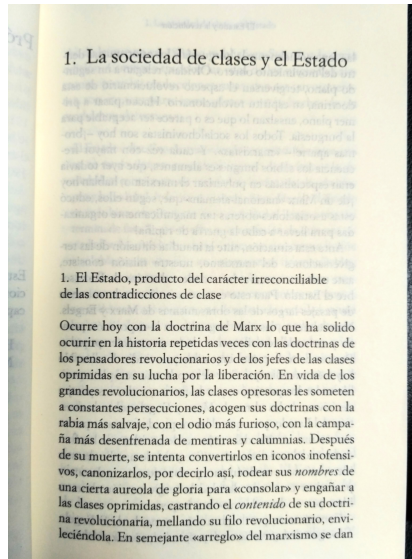 1. La sociedad de clases y el Estado
1. El Estado, producto del carácter irreconciliable
de las contradicciones de clase
Ocurre hoy con la doctrina de Marx lo que ha solido
ocurrir en la historia repetidas veces con las doctrinas
de los pensadores revolucionarios y de los jefes de las clases
oprimidas en su lucha por la liberación. En vida de los
grandes revolucionarios, las clases opresoras les someten
a constantes persecuciones, acogen sus doctrinas con la
rabia más salvaje, con el odio más furioso, con la campa-
ña más desenfrenada de mentiras y calumnias. Después
de su muerte, se intenta convertirlos en iconos inofensi-
vos, canonizarlos, por decirlo así, rodear sus nombres de
una cierta aureola de gloria para «consolar» y engañar a
las clases oprimidas, castrando el contenido de su doctri-
na revolucionaria, mellando su filo revolucionario, envi-
leciéndola. En semejante «arreglo» del marxismo se dan